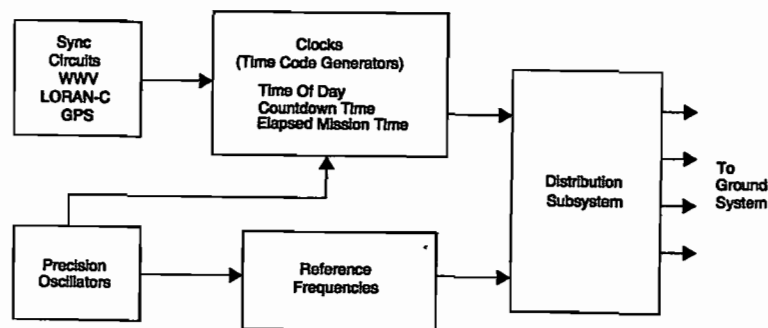 Sync
Circuits
WWV
LORAN-C
GPS
Clocks
(Time Code Generators)
Time Of Day
Countdown Time
Elapsed Mission Time
Distribution
Subsystem
To
Ground
System
Precision
Oscillators
Reference
Frequencies